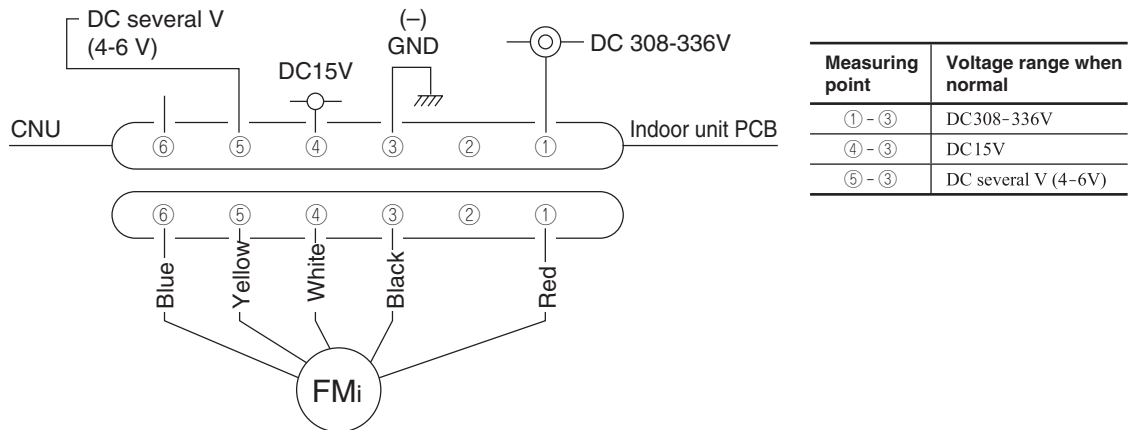 DC several V
(4-6 V)
(–)
GND
DC 308-336V
DC15V
CNU
Indoor unit PCB
⑥ ⑤ ④ ③ ② ①
⑥ ⑤ ④ ③ ② ①
Blue
Yellow
White
Black
Red
FMi
Measuring point | Voltage range when normal
①-③ | DC308-336V
④-③ | DC15V
⑤-③ | DC several V (4-6V)